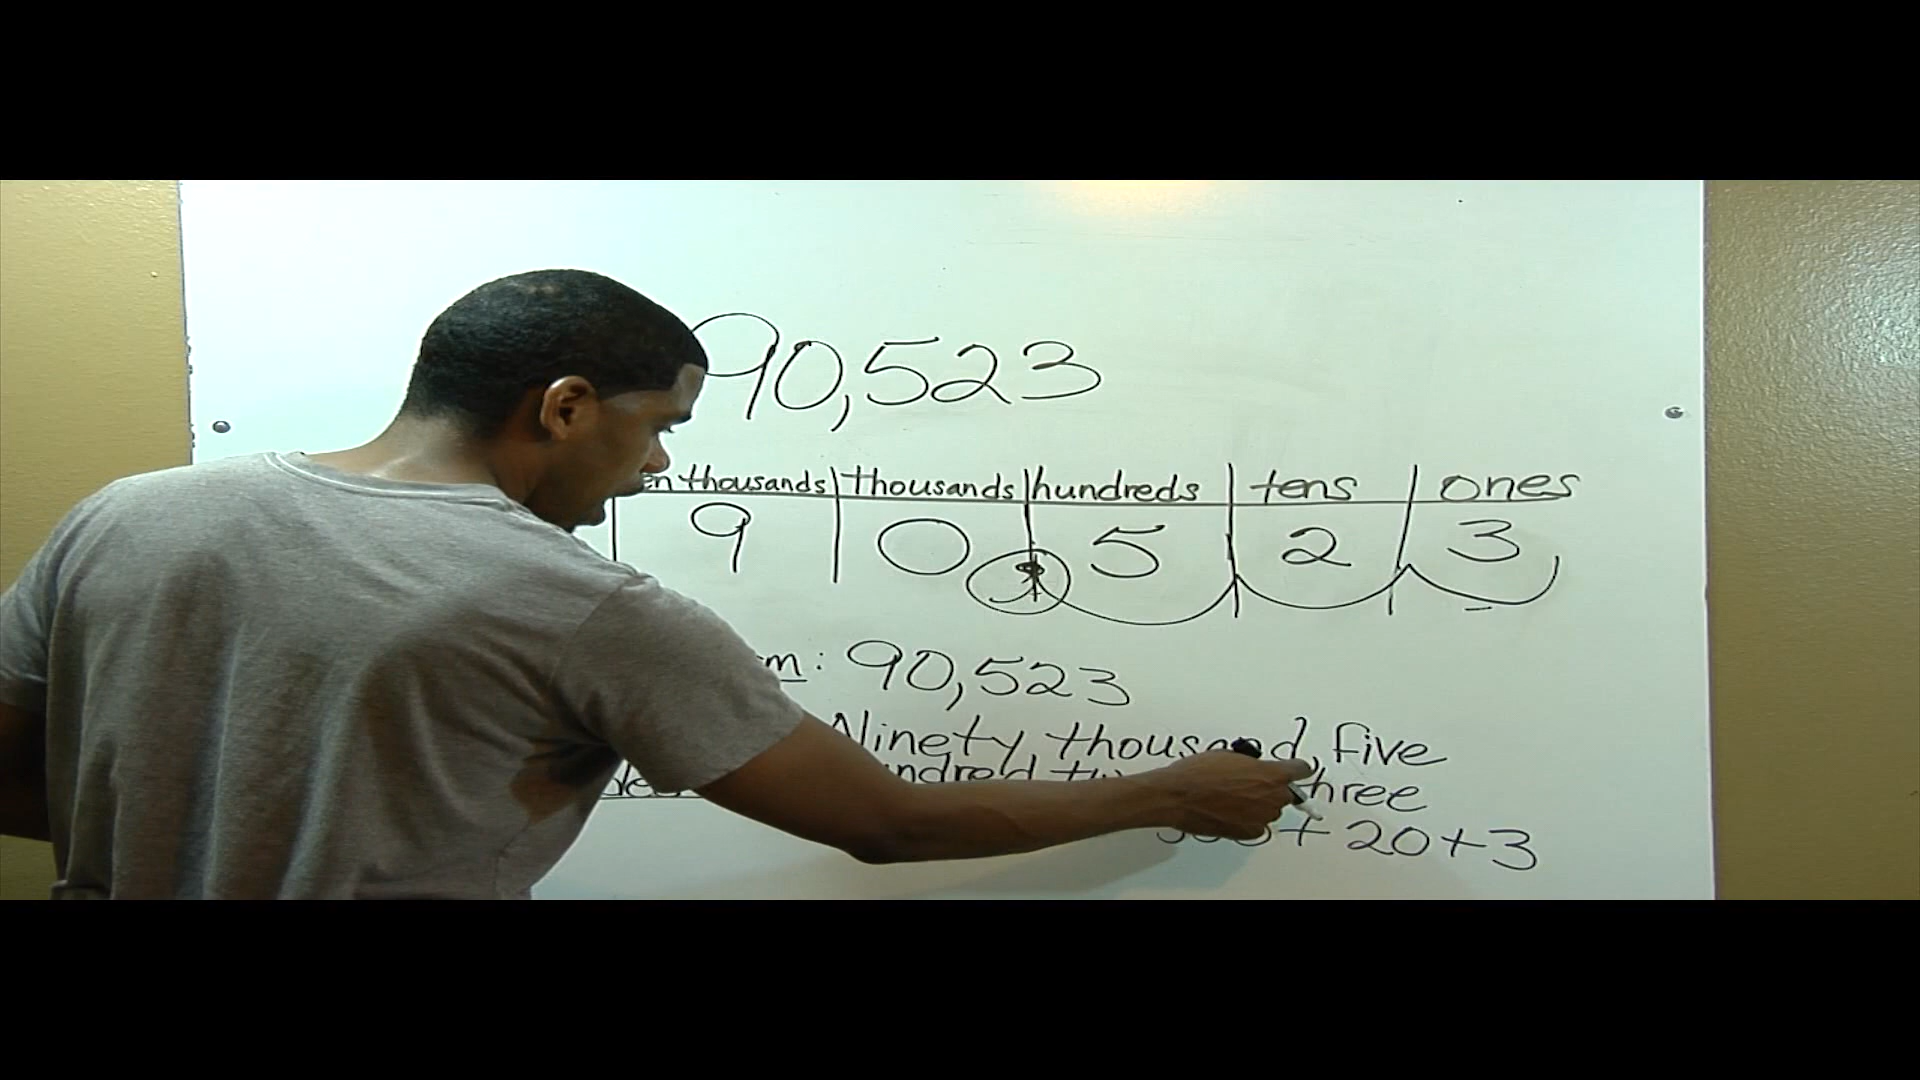 90,523
thousands | thousands | hundreds | tens | ones
9 | 0 , 5 | 2 | 3
: 90,523
Ninety thousand, five
three
+ 20 + 3